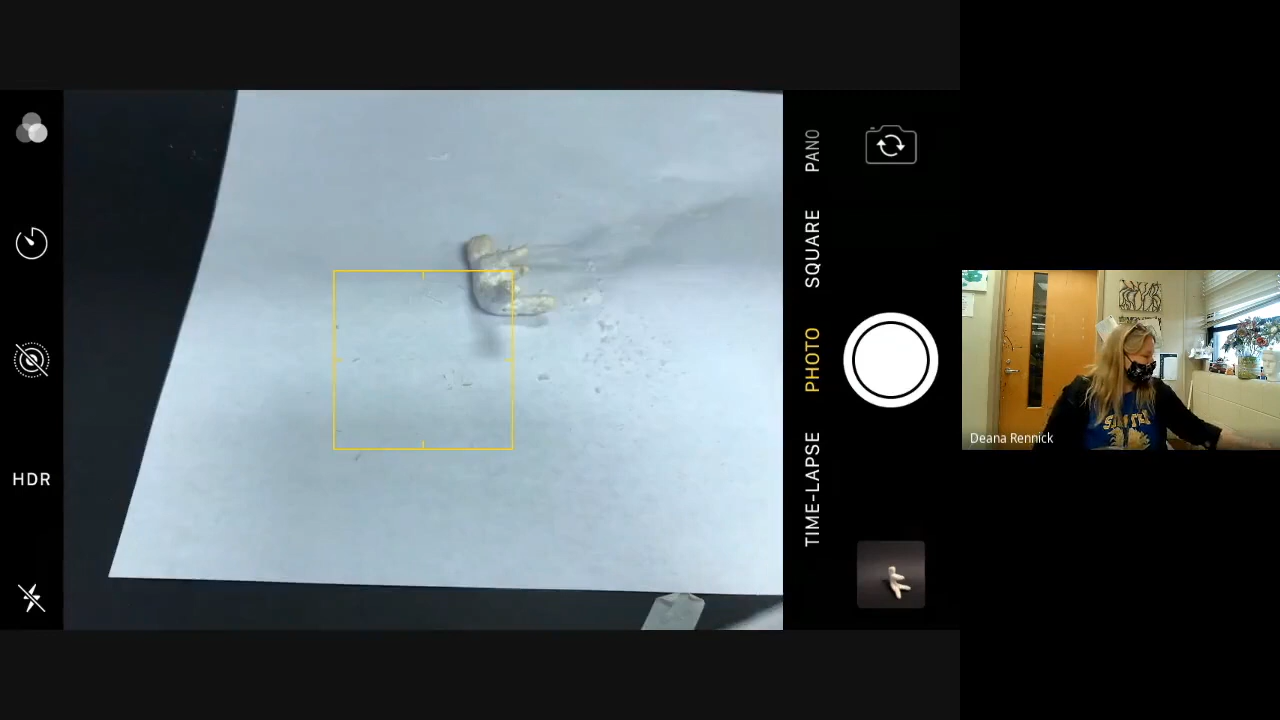 HDR
PANO
SQUARE
PHOTO
TIME-LAPSE
Deana Rennick